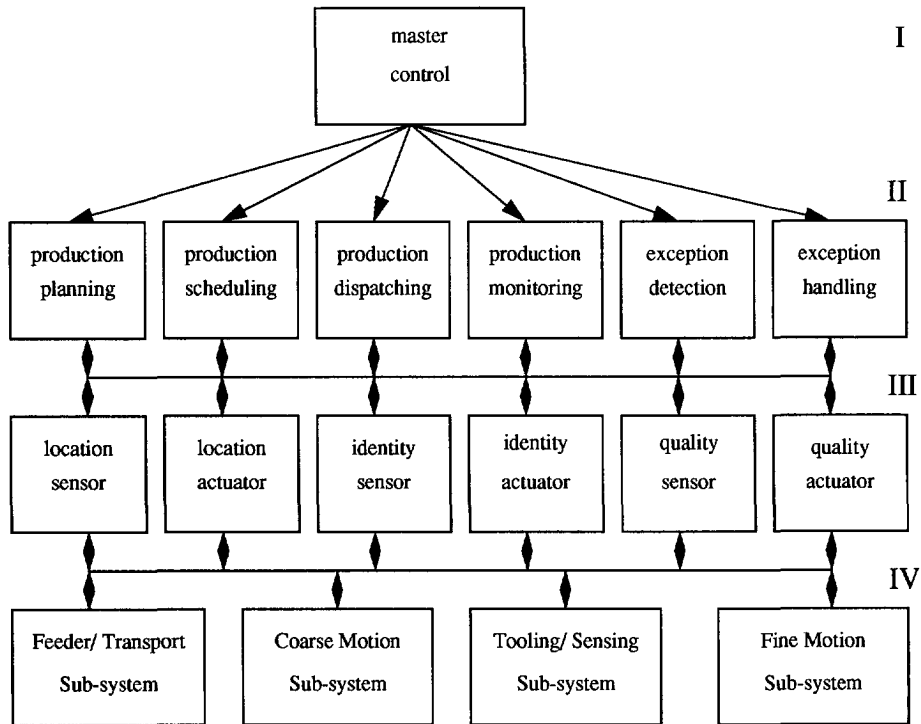 master
control
I
II
production
planning
production
scheduling
production
dispatching
production
monitoring
exception
detection
exception
handling
III
location
sensor
location
actuator
identity
sensor
identity
actuator
quality
sensor
quality
actuator
IV
Feeder/ Transport
Sub-system
Coarse Motion
Sub-system
Tooling/ Sensing
Sub-system
Fine Motion
Sub-system